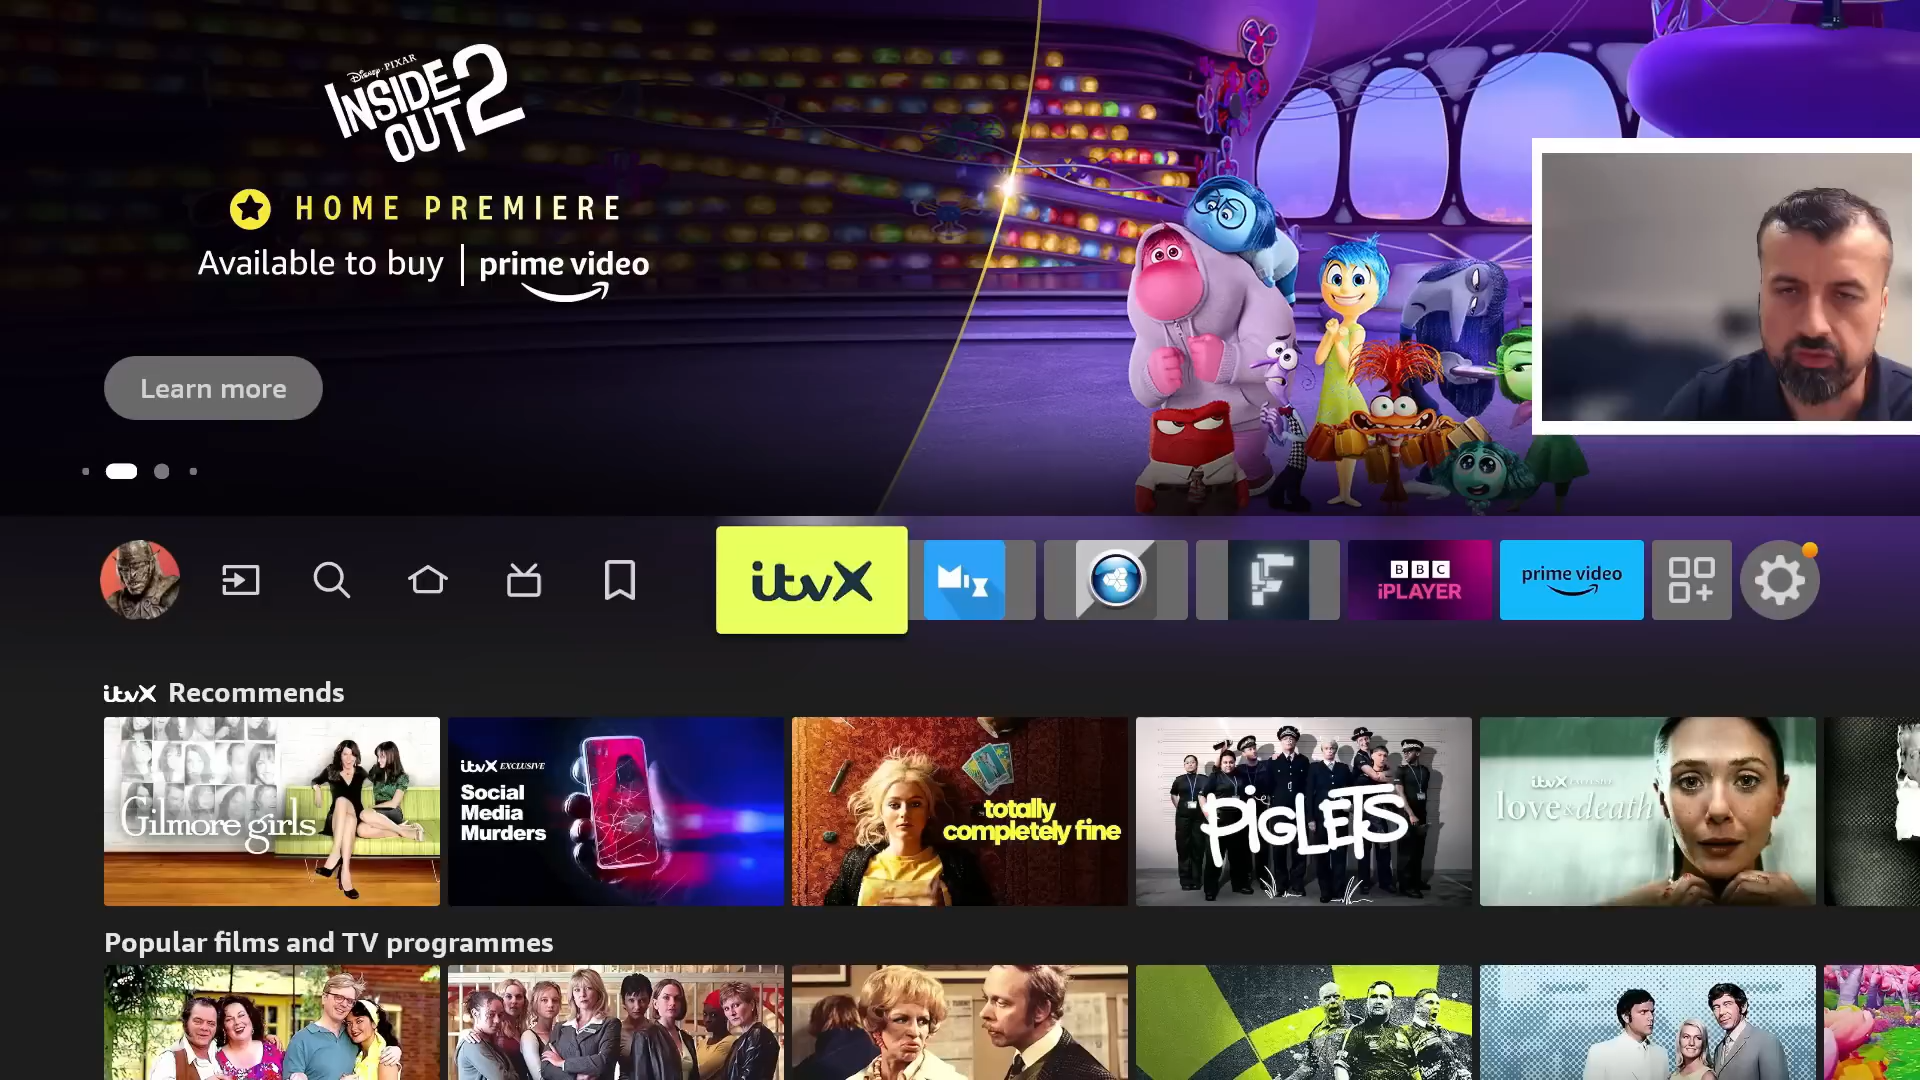 Disney · PIXAR
INSIDE
OUT 2
HOME PREMIERE
Available to buy | prime video
Learn more
itvX
BBC
iPLAYER
prime video
itvX Recommends
Gilmore girls
itvX EXCLUSIVE
Social
Media
Murders
totally
completely fine
PIGLETS
itvX EXCLUSIVE
love & death
Popular films and TV programmes